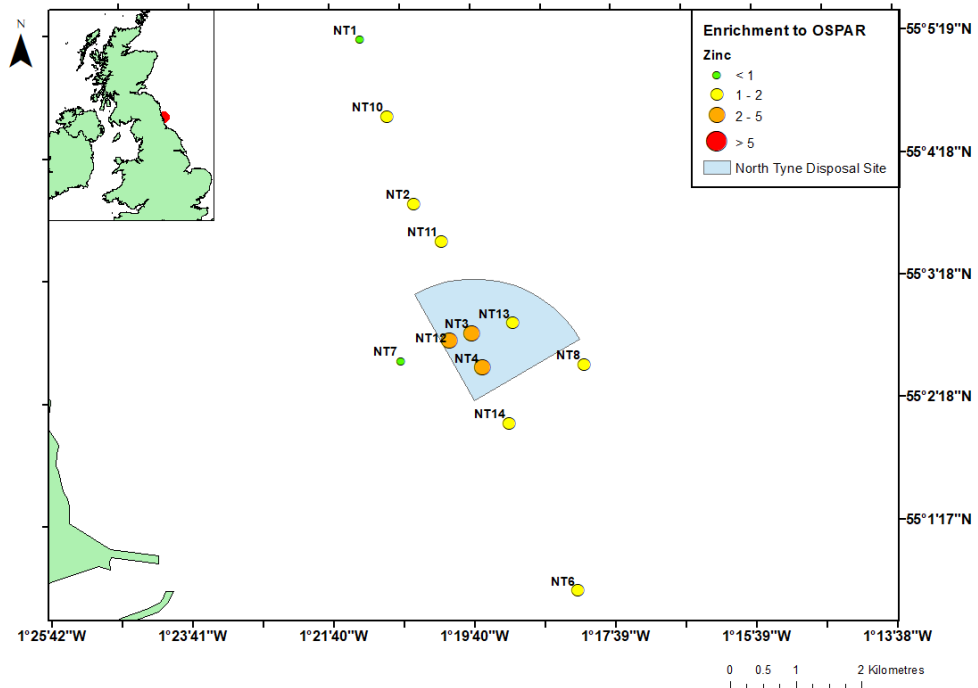 N
Enrichment to OSPAR
Zinc
< 1
1 - 2
2 - 5
> 5
North Tyne Disposal Site
NT1
NT10
NT2
NT11
NT13
NT3
NT12
NT7
NT4
NT8
NT14
NT6
55°5'19"N
55°4'18"N
55°3'18"N
55°2'18"N
55°1'17"N
1°25'42"W 1°23'41"W 1°21'40"W 1°19'40"W 1°17'39"W 1°15'39"W 1°13'38"W
0 0.5 1 2 Kilometres